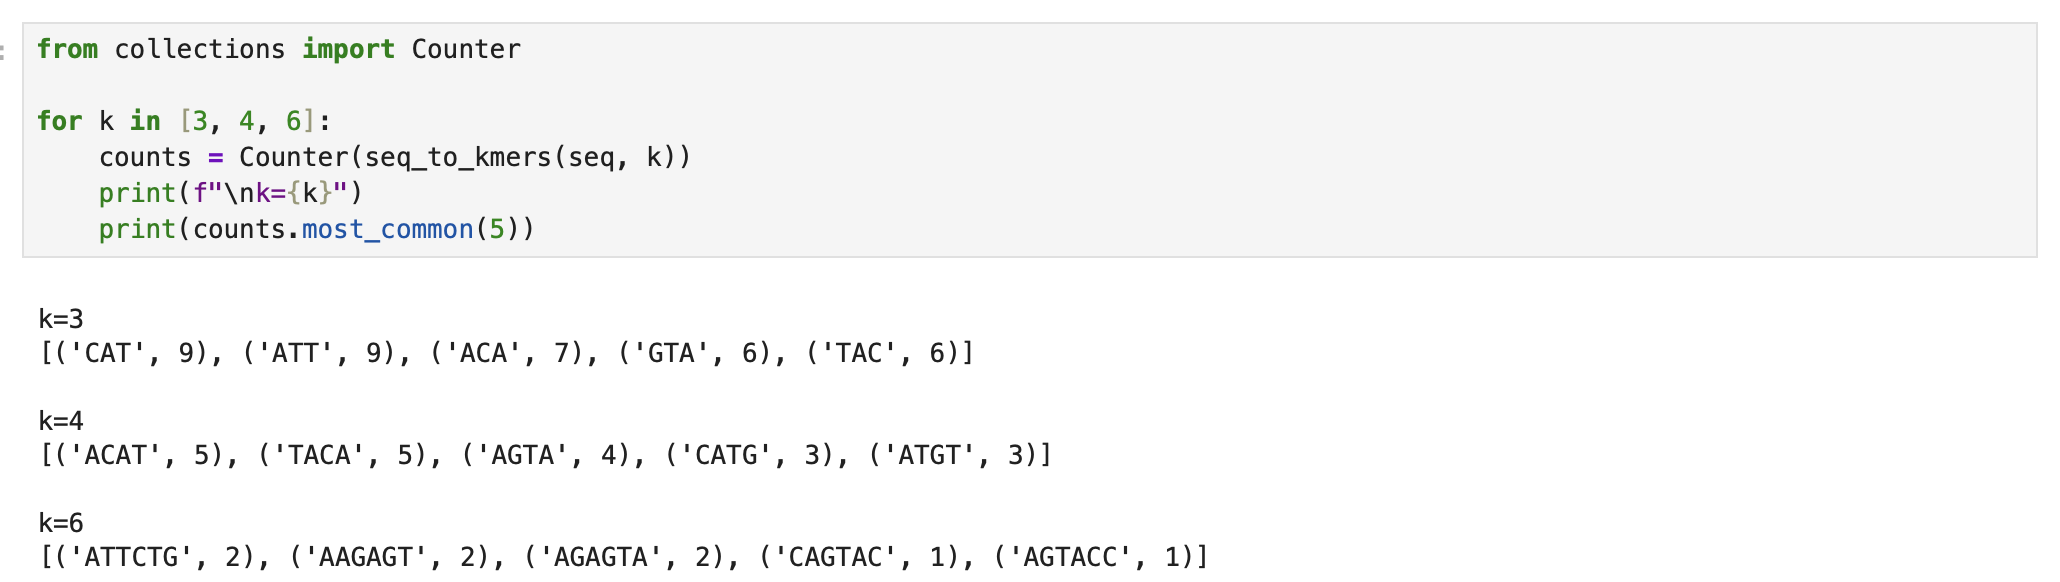 :
from collections import Counter
for k in [3, 4, 6]:
    counts = Counter(seq_to_kmers(seq, k))
    print(f"\nk={k}")
    print(counts.most_common(5))
k=3
[('CAT', 9), ('ATT', 9), ('ACA', 7), ('GTA', 6), ('TAC', 6)]
k=4
[('ACAT', 5), ('TACA', 5), ('AGTA', 4), ('CATG', 3), ('ATGT', 3)]
k=6
[('ATTCTG', 2), ('AAGAGT', 2), ('AGAGTA', 2), ('CAGTAC', 1), ('AGTACC', 1)]